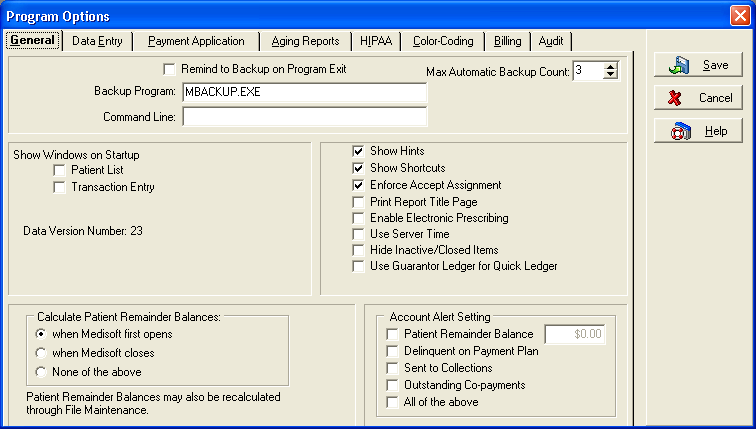 Program Options
General Data Entry Payment Application Aging Reports HIPAA Color-Coding Billing Audit
Remind to Backup on Program Exit
Max Automatic Backup Count: 3
Backup Program: MBACKUP.EXE
Command Line:
Save
Cancel
Help
Show Windows on Startup
Patient List
Transaction Entry
Data Version Number: 23
Show Hints
Show Shortcuts
Enforce Accept Assignment
Print Report Title Page
Enable Electronic Prescribing
Use Server Time
Hide Inactive/Closed Items
Use Guarantor Ledger for Quick Ledger
Calculate Patient Remainder Balances:
when Medisoft first opens
when Medisoft closes
None of the above
Patient Remainder Balances may also be recalculated
through File Maintenance.
Account Alert Setting
Patient Remainder Balance $0.00
Delinquent on Payment Plan
Sent to Collections
Outstanding Co-payments
All of the above